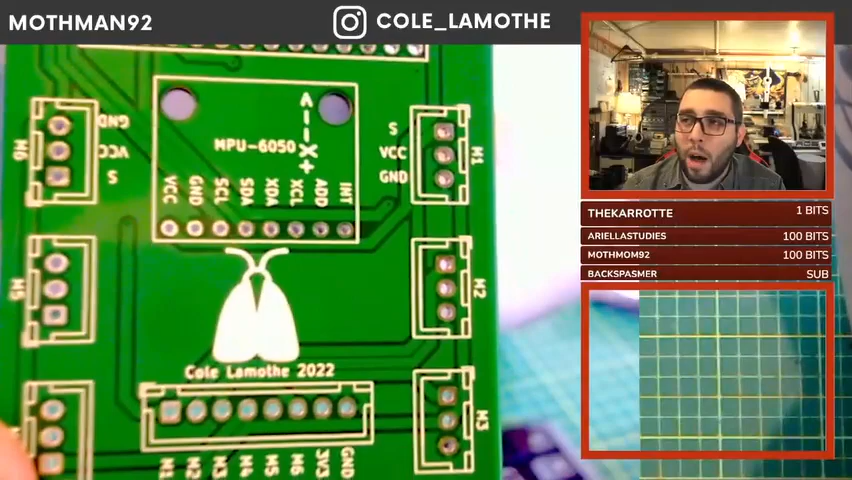 MOTHMAN92
COLE_LAMOTHE
MPU-6050
-X+
VCC GND SCL SDA XDA XCL ADD INT
M6
GND
VCC
S
M1
S
VCC
GND
M5
M2
Cole Lamothe 2022
M3
M1 M2 M3 M4 M5 M6 3V3 GND
THEKARROTTE 1 BITS
ARIELLASTUDIES 100 BITS
MOTHMOM92 100 BITS
BACKSPASMER SUB